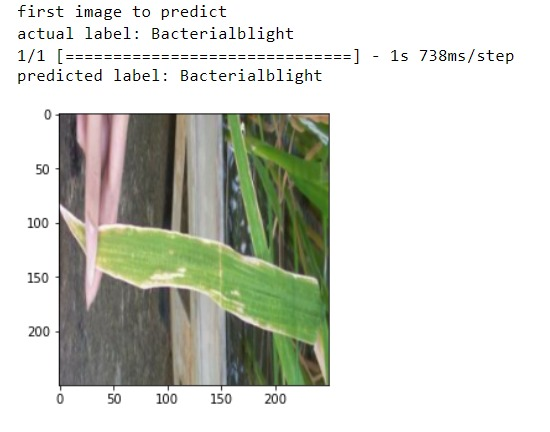 first image to predict
actual label: Bacterialblight
1/1 [==============================] - 1s 738ms/step
predicted label: Bacterialblight
0
50
100
150
200
0 50 100 150 200